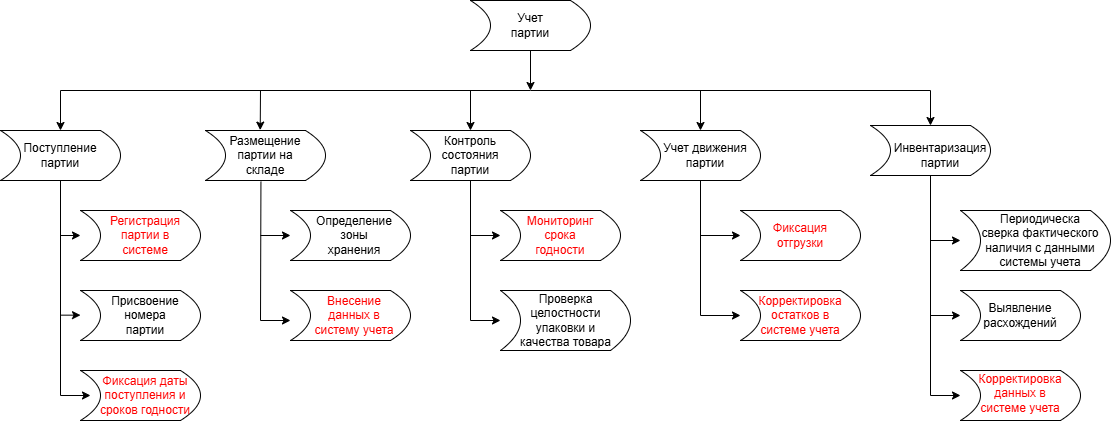 Учет
партии
Поступление
партии
Размещение
партии на
складе
Контроль
состояния
партии
Учет движения
партии
Инвентаризация
партии
Регистрация
партии в
системе
Определение
зоны
хранения
Мониторинг
срока
годности
Фиксация
отгрузки
Периодическа
сверка фактического
наличия с данными
системы учета
Присвоение
номера
партии
Внесение
данных в
систему учета
Проверка
целостности
упаковки и
качества товара
Корректировка
остатков в
системе учета
Выявление
расхождений
Фиксация даты
поступления и
сроков годности
Корректировка
данных в
системе учета